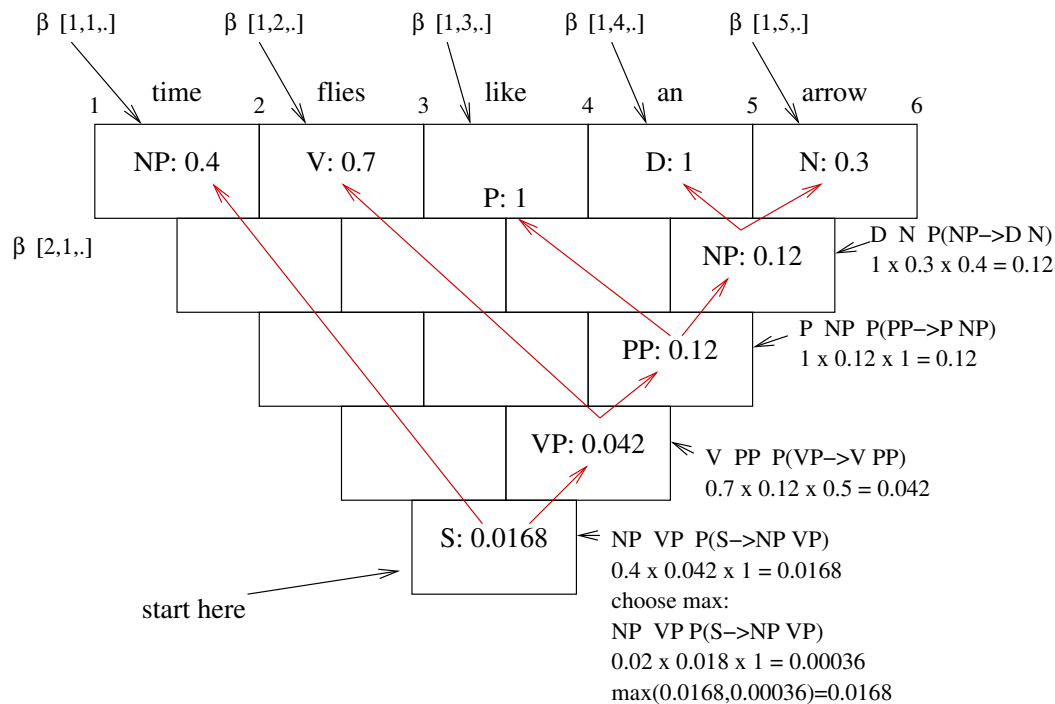 β [1,1,.] β [1,2,.] β [1,3,.] β [1,4,.] β [1,5,.]
time flies like an arrow
1 2 3 4 5 6
NP: 0.4 V: 0.7 D: 1 N: 0.3
P: 1
β [2,1,.]
NP: 0.12
D N P(NP->D N)
1 x 0.3 x 0.4 = 0.12
PP: 0.12
P NP P(PP->P NP)
1 x 0.12 x 1 = 0.12
VP: 0.042
V PP P(VP->V PP)
0.7 x 0.12 x 0.5 = 0.042
S: 0.0168
start here
NP VP P(S->NP VP)
0.4 x 0.042 x 1 = 0.0168
choose max:
NP VP P(S->NP VP)
0.02 x 0.018 x 1 = 0.00036
max(0.0168,0.00036)=0.0168